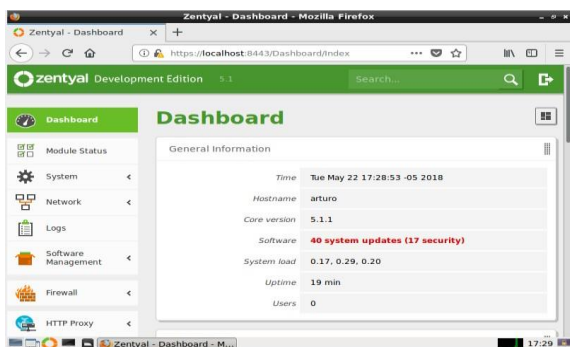 Zentyal - Dashboard - Mozilla Firefox
Zentyal - Dashboard
https://localhost:8443/Dashboard/Index
zentyal Development Edition 5.1
Search...
Dashboard
Module Status
System
Network
Logs
Software
Management
Firewall
HTTP Proxy
Dashboard
General Information
Time Tue May 22 17:28:53 -05 2018
Hostname arturo
Core version 5.1.1
Software 40 system updates (17 security)
System load 0.17, 0.29, 0.20
Uptime 19 min
Users 0
Zentyal - Dashboard - M...
17:29